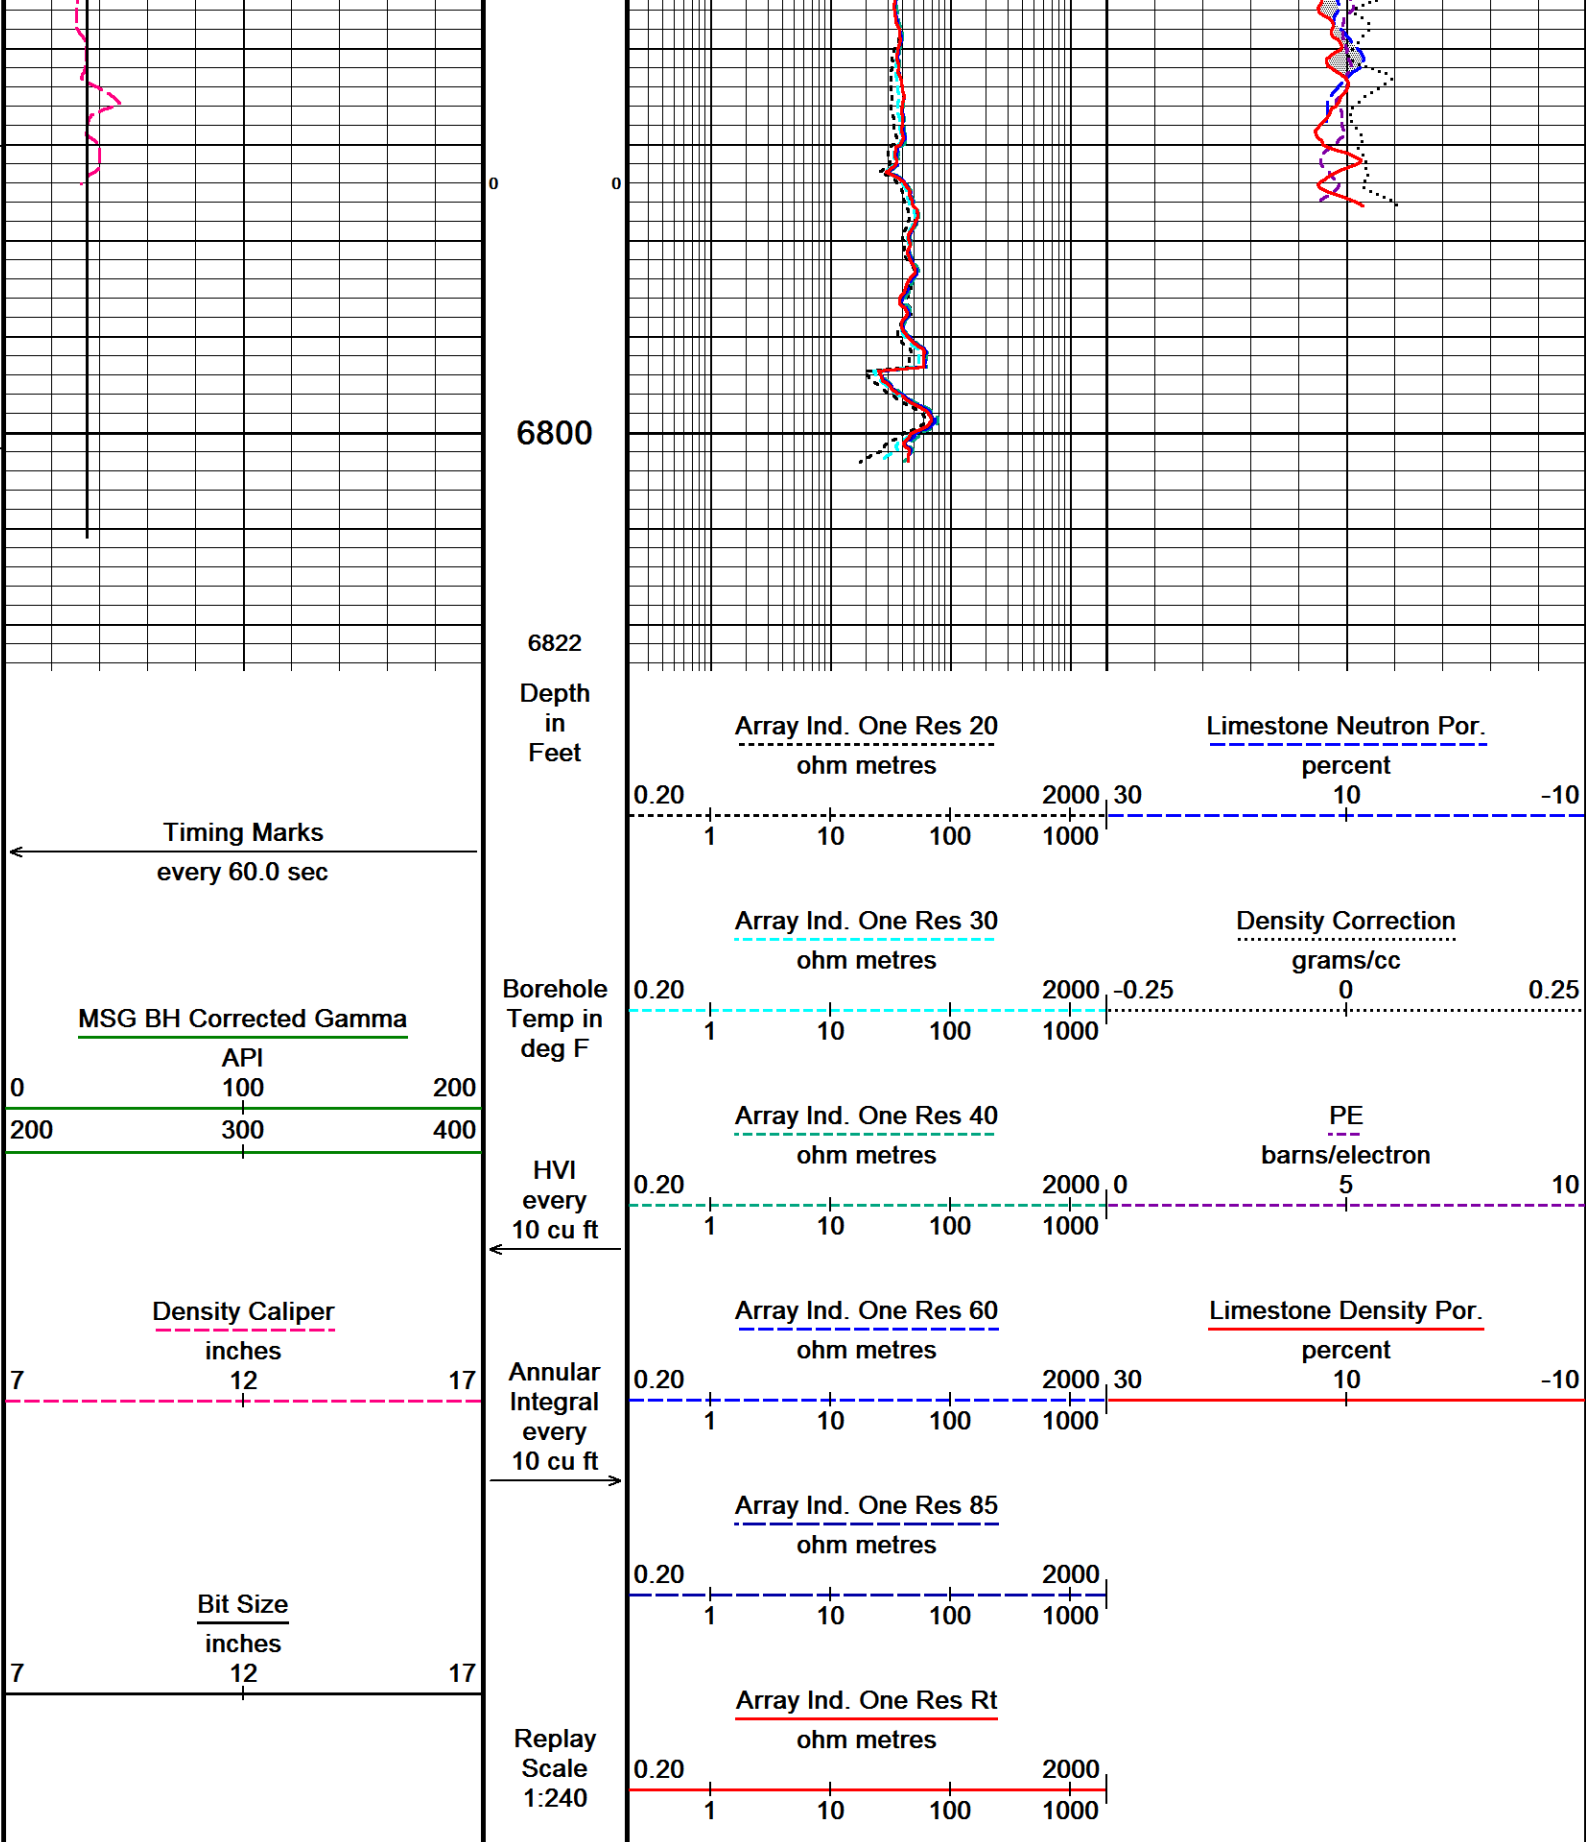 0 0
6800
6822
Depth
in
Feet
Timing Marks
every 60.0 sec
MSG BH Corrected Gamma
API
0 100 200
200 300 400
Density Caliper
inches
7 12 17
Bit Size
inches
7 12 17
Borehole
Temp in
deg F
HVI
every
10 cu ft
Annular
Integral
every
10 cu ft
Replay
Scale
1:240
Array Ind. One Res 20
ohm metres
0.20 2000
1 10 100 1000
Array Ind. One Res 30
ohm metres
0.20 2000
1 10 100 1000
Array Ind. One Res 40
ohm metres
0.20 2000
1 10 100 1000
Array Ind. One Res 60
ohm metres
0.20 2000
1 10 100 1000
Array Ind. One Res 85
ohm metres
0.20 2000
1 10 100 1000
Array Ind. One Res Rt
ohm metres
0.20 2000
1 10 100 1000
Limestone Neutron Por.
percent
30 10 -10
Density Correction
grams/cc
-0.25 0 0.25
PE
barns/electron
0 5 10
Limestone Density Por.
percent
30 10 -10